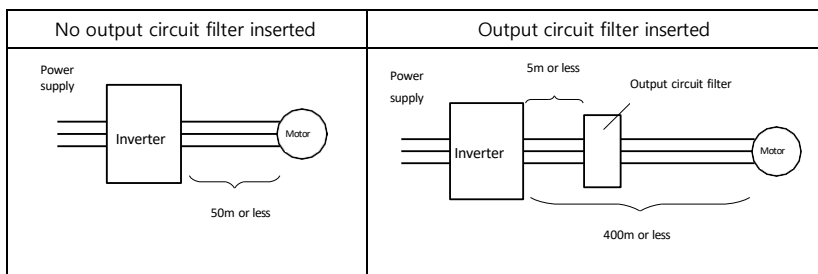 No output circuit filter inserted
Output circuit filter inserted
Power
supply
Inverter
Motor
50m or less
Power
supply
5m or less
Output circuit filter
Inverter
Motor
400m or less